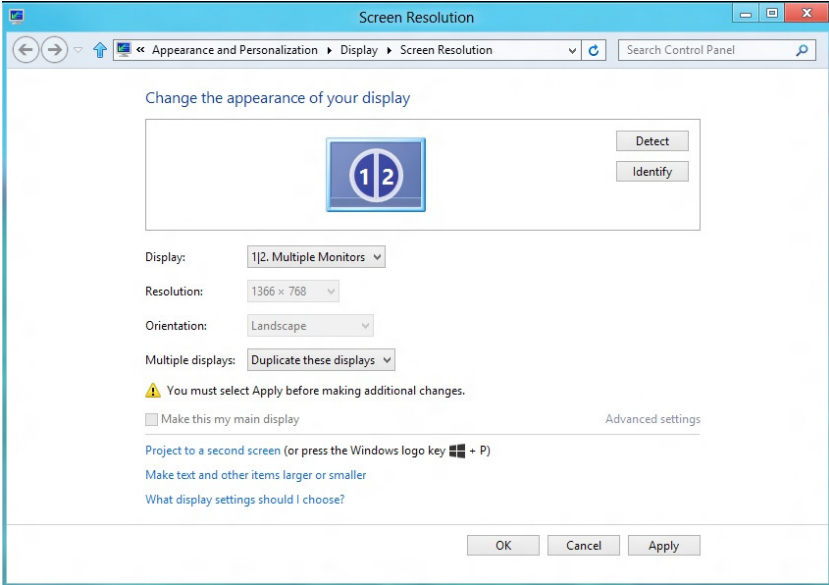 Screen Resolution
« Appearance and Personalization ▸ Display ▸ Screen Resolution
Search Control Panel
Change the appearance of your display
1|2
Detect
Identify
Display: 1|2. Multiple Monitors
Resolution: 1366 × 768
Orientation: Landscape
Multiple displays: Duplicate these displays
You must select Apply before making additional changes.
Make this my main display
Advanced settings
Project to a second screen (or press the Windows logo key + P)
Make text and other items larger or smaller
What display settings should I choose?
OK Cancel Apply